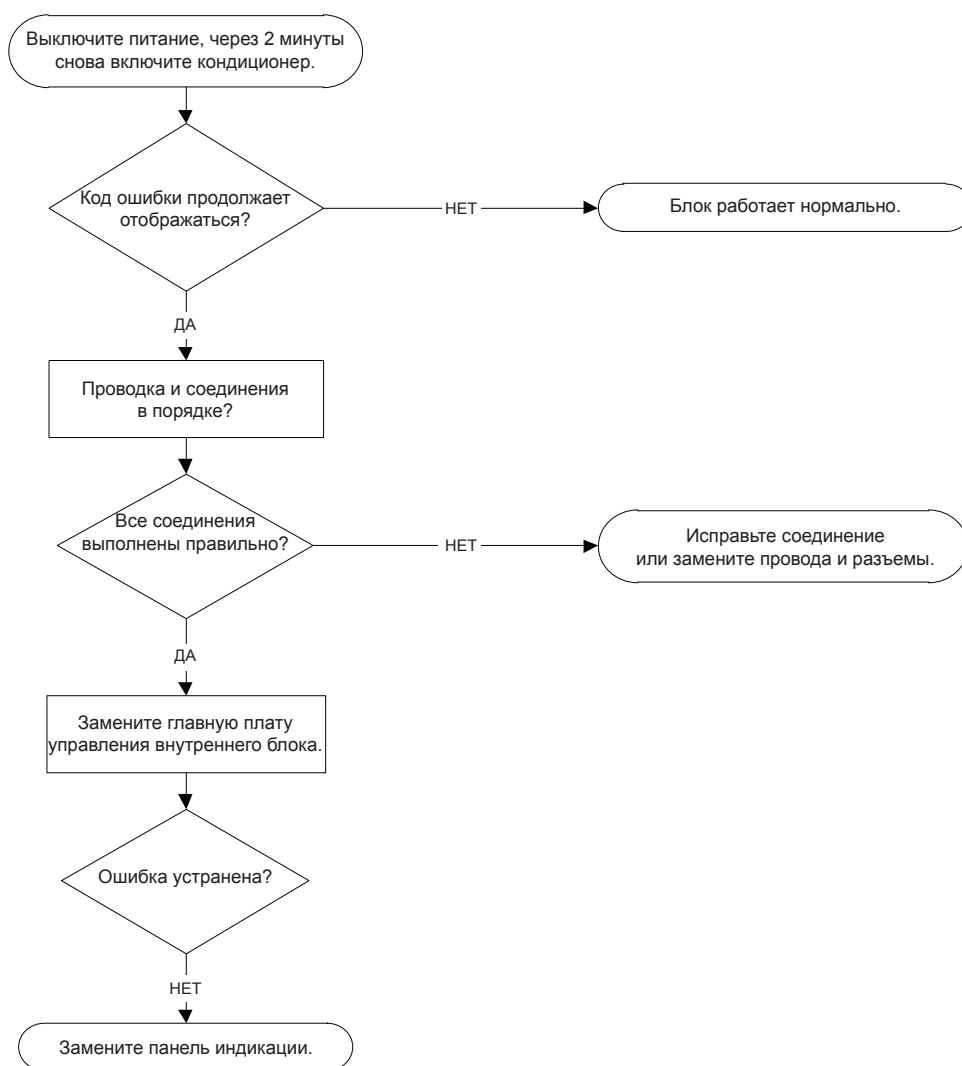 Выключите питание, через 2 минуты
снова включите кондиционер.
Код ошибки продолжает
отображаться?
НЕТ
Блок работает нормально.
ДА
Проводка и соединения
в порядке?
Все соединения
выполнены правильно?
НЕТ
Исправьте соединение
или замените провода и разъемы.
ДА
Замените главную плату
управления внутреннего блока.
Ошибка устранена?
НЕТ
Замените панель индикации.